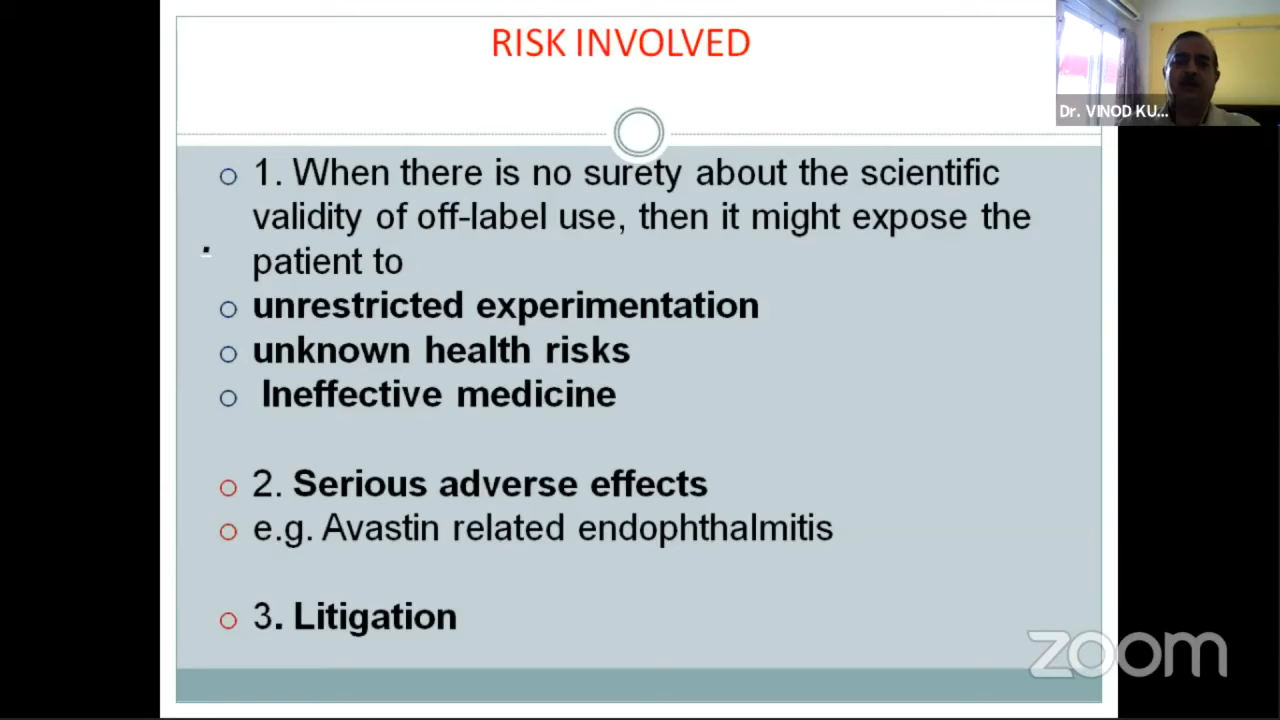 RISK INVOLVED
Dr. VINOD KU...
1. When there is no surety about the scientific
validity of off-label use, then it might expose the
patient to
unrestricted experimentation
unknown health risks
Ineffective medicine
2. Serious adverse effects
e.g. Avastin related endophthalmitis
3. Litigation
zoom